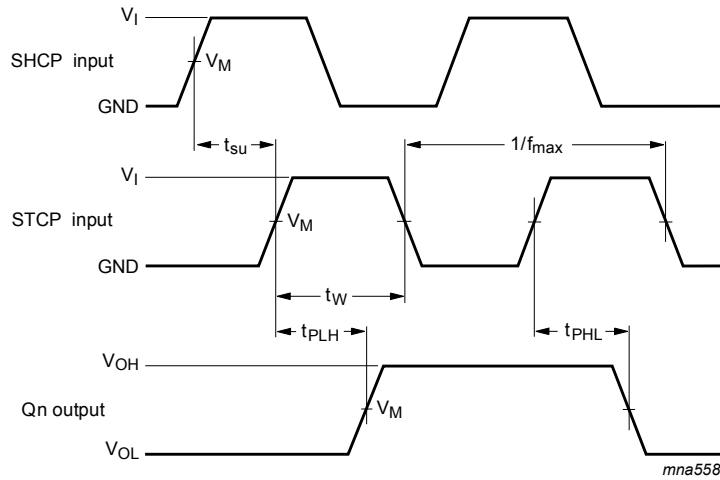 V_I
SHCP input
V_M
GND
t_su
1/f_max
V_I
STCP input
V_M
GND
t_W
t_PLH
t_PHL
V_OH
Qn output
V_M
V_OL
mna558